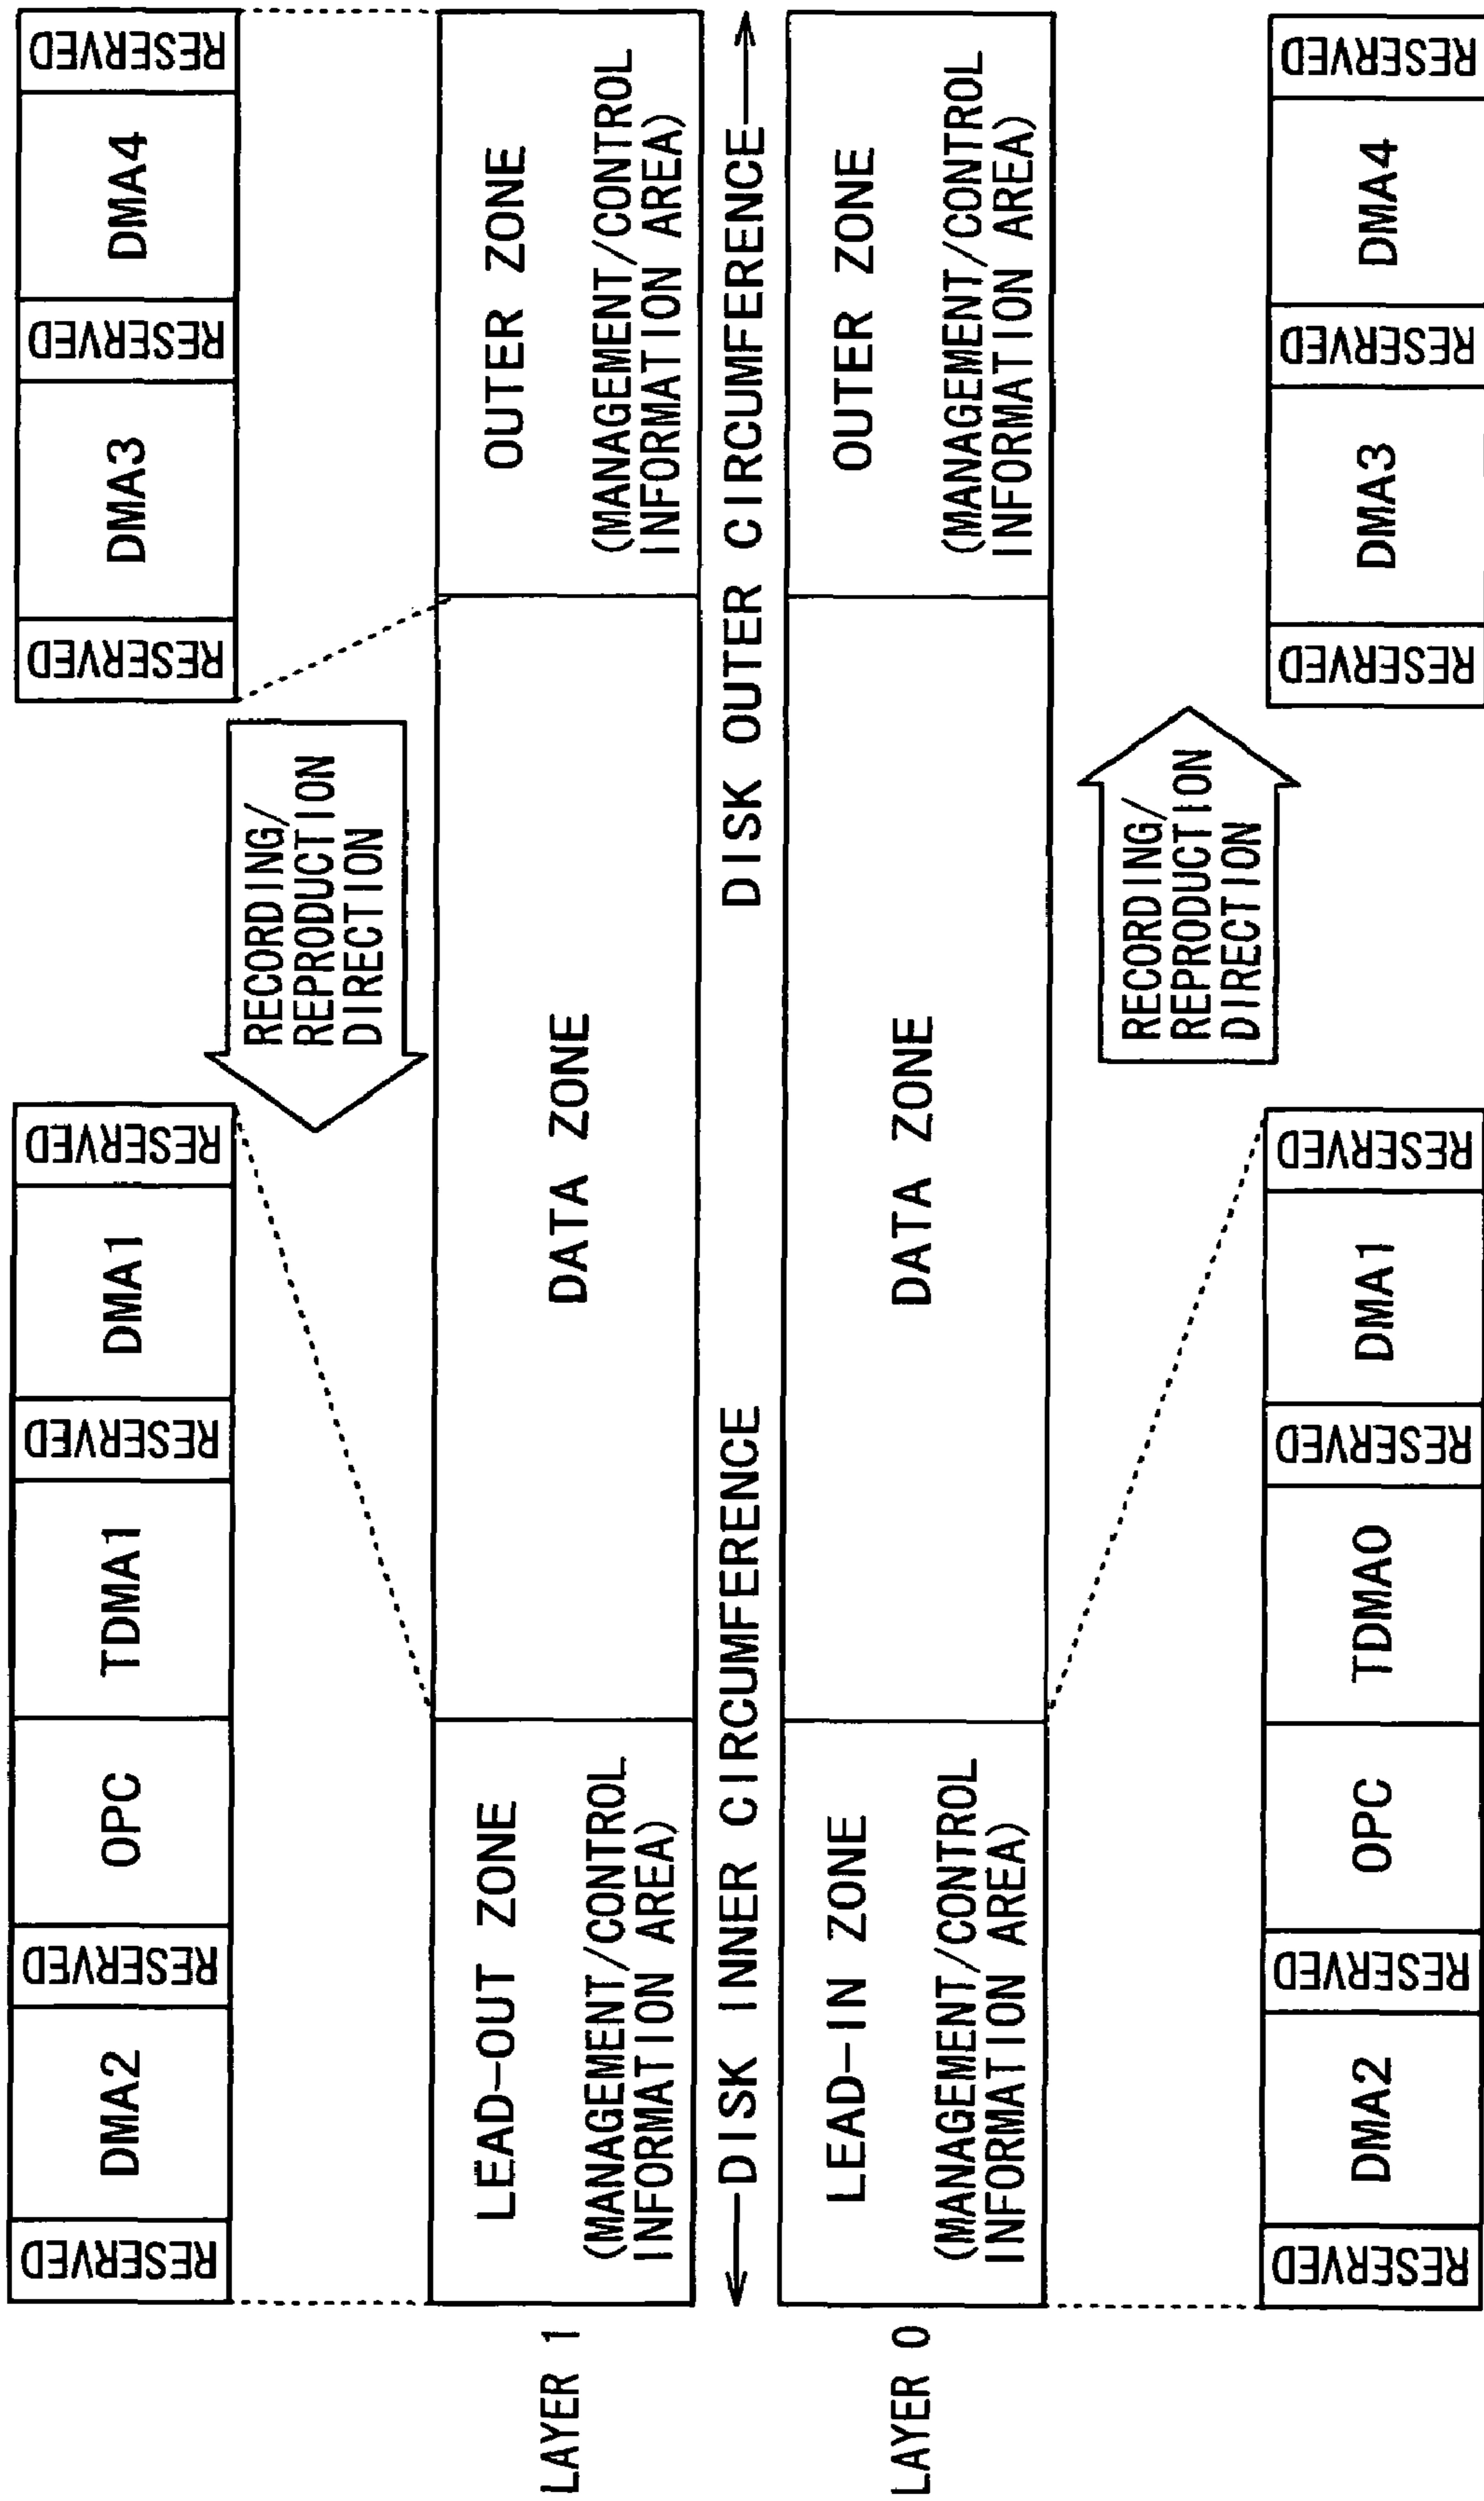 RESERVED
DMA2
RESERVED
OPC
TDMA1
RESERVED
DMA1
RESERVED
RESERVED
DMA3
RESERVED
DMA4
RESERVED
RECORDING/
REPRODUCTION
DIRECTION
LAYER 1
LEAD-OUT ZONE
(MANAGEMENT/CONTROL
INFORMATION AREA)
DATA ZONE
OUTER ZONE
(MANAGEMENT/CONTROL
INFORMATION AREA)
DISK INNER CIRCUMFERENCE
DISK OUTER CIRCUMFERENCE
LAYER 0
LEAD-IN ZONE
(MANAGEMENT/CONTROL
INFORMATION AREA)
DATA ZONE
OUTER ZONE
(MANAGEMENT/CONTROL
INFORMATION AREA)
RECORDING/
REPRODUCTION
DIRECTION
RESERVED
DMA2
RESERVED
OPC
TDMA0
RESERVED
DMA1
RESERVED
RESERVED
DMA3
RESERVED
DMA4
RESERVED